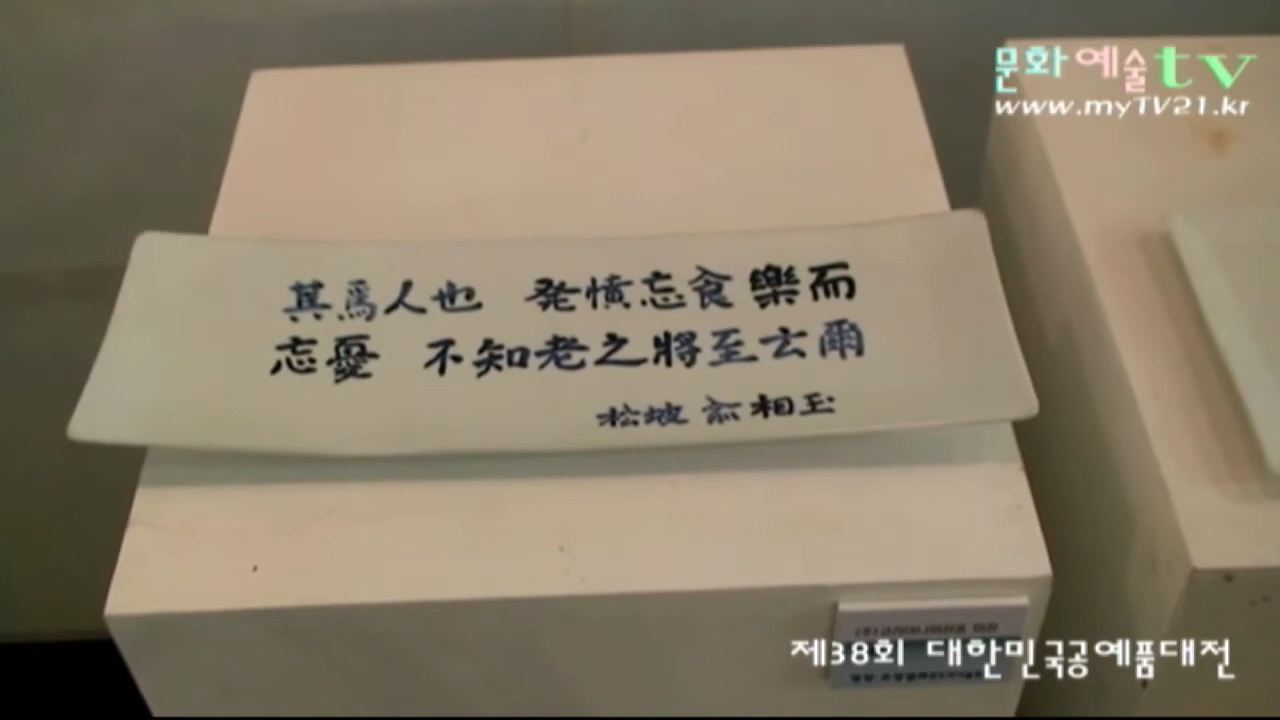 문화예술tv
www.myTV21.kr
其爲人也 発憤忘食樂而
忘憂 不知老之將至云爾
松坡 相玉
제38회 대한민국공예품대전